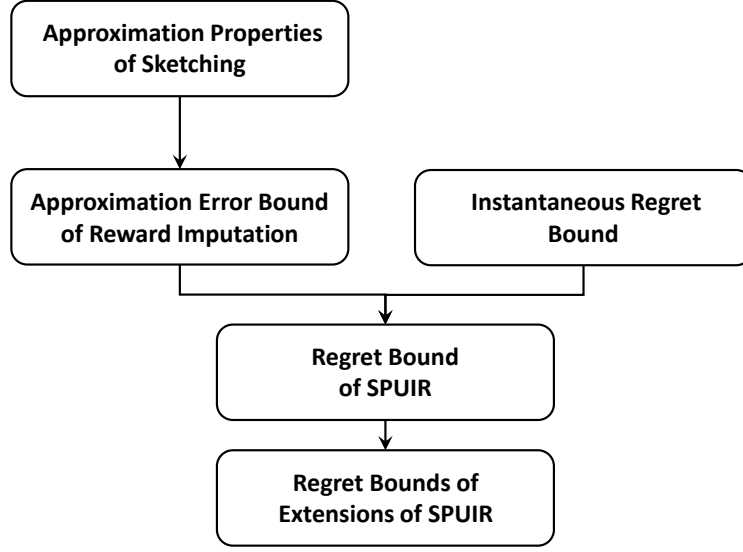 Approximation Properties
of Sketching
Approximation Error Bound
of Reward Imputation
Instantaneous Regret
Bound
Regret Bound
of SPUIR
Regret Bounds of
Extensions of SPUIR